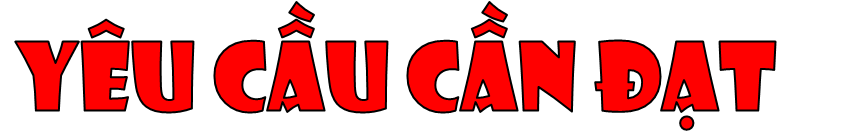 YÊU CẦU CẦN ĐẠT